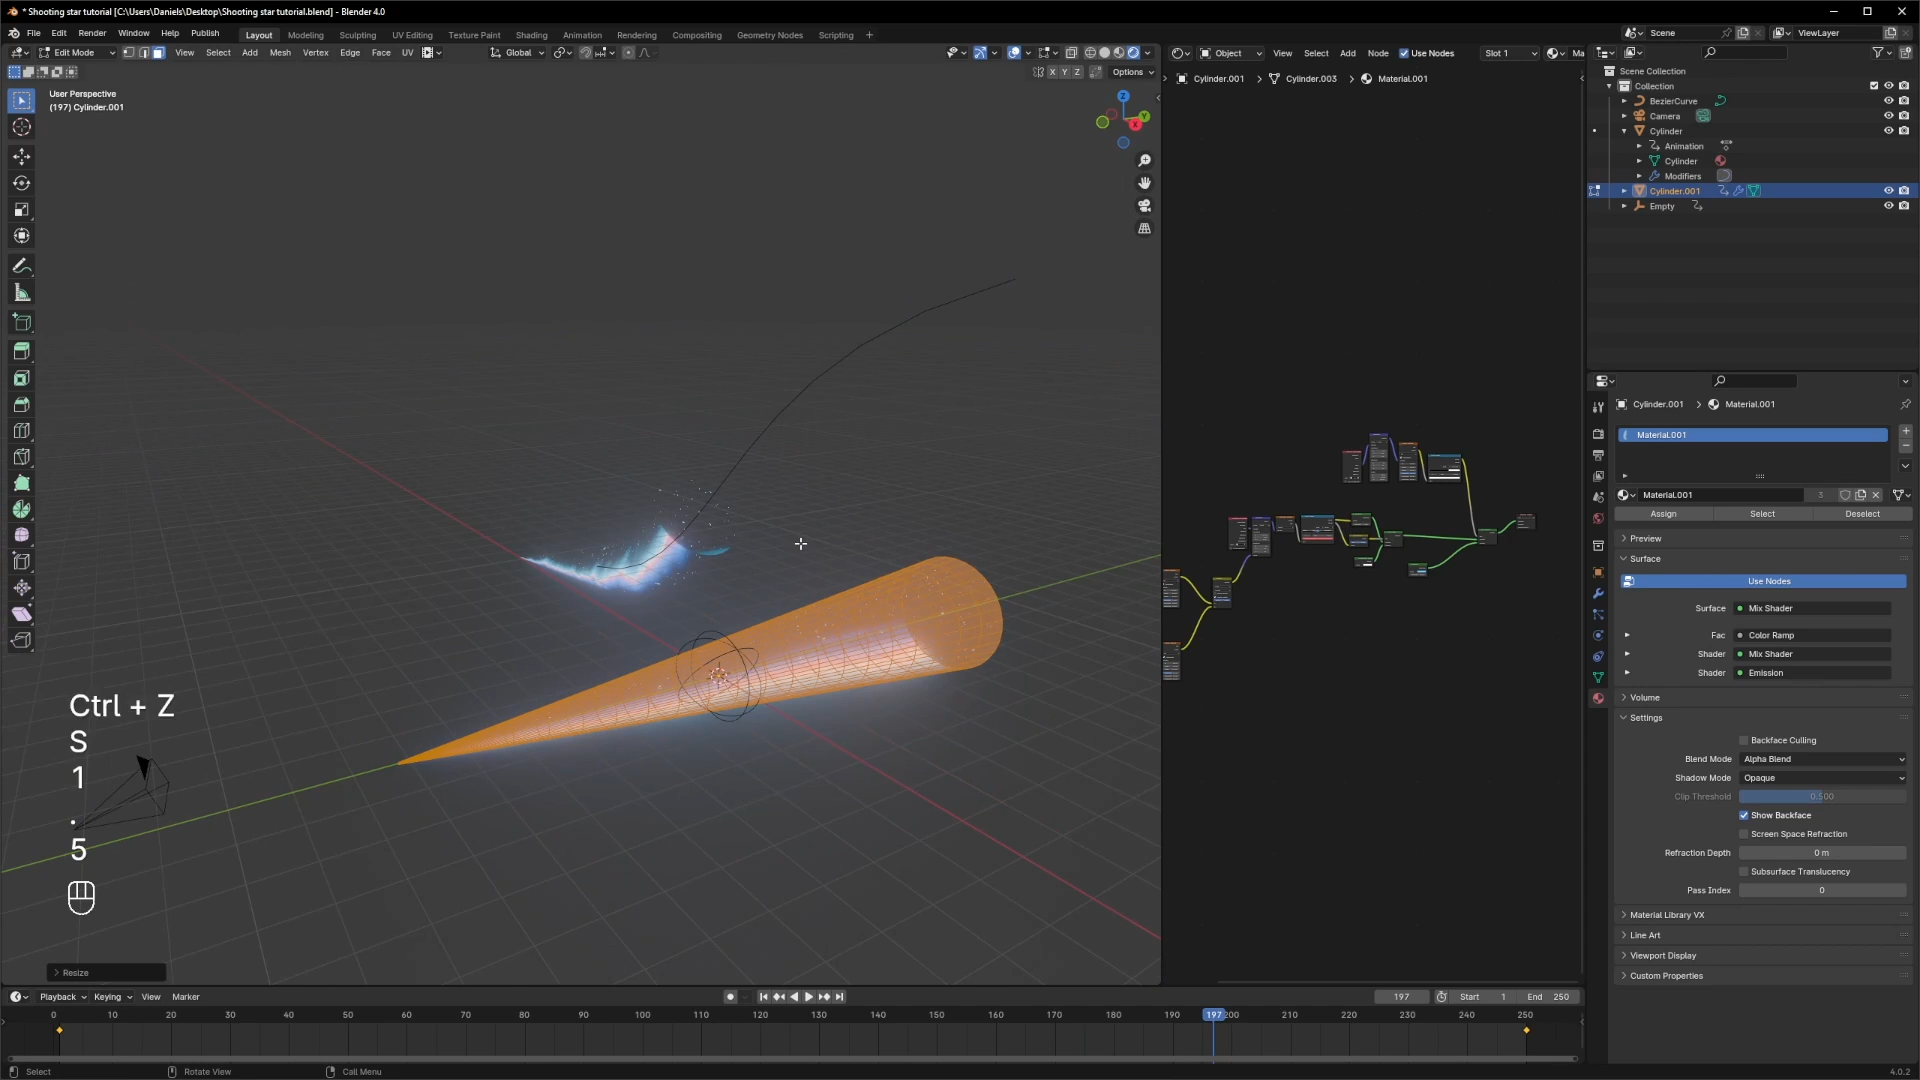 * Shooting star tutorial [C:\Users\Daniels\Desktop\Shooting star tutorial.blend] - Blender 4.0
File Edit Render Window Help Publish Layout Modeling Sculpting UV Editing Texture Paint Shading Animation Rendering Compositing Geometry Nodes Scripting + Scene ViewLayer
Edit Mode View Select Add Mesh Vertex Edge Face UV Global Object View Select Add Node Use Nodes Slot 1 Ma
X Y Z Options
Cylinder.001 > Cylinder.003 > Material.001
User Perspective
(197) Cylinder.001
Z
Y
X
Scene Collection
Collection
BezierCurve
Camera
Cylinder
Animation
Cylinder
Modifiers
Cylinder.001
Empty
Cylinder.001 > Material.001
Material.001
Material.001 3
Assign Select Deselect
Preview
Surface
Use Nodes
Surface Mix Shader
Fac Color Ramp
Shader Mix Shader
Shader Emission
Volume
Settings
Backface Culling
Blend Mode Alpha Blend
Shadow Mode Opaque
Clip Threshold 0.500
Show Backface
Screen Space Refraction
Refraction Depth 0 m
Subsurface Translucency
Pass Index 0
Material Library VX
Line Art
Viewport Display
Custom Properties
Ctrl + Z
S
1
.
5
Resize
Playback Keying View Marker 197 Start 1 End 250
0 10 20 30 40 50 60 70 80 90 100 110 120 130 140 150 160 170 180 190 197 200 210 220 230 240 250
Select Rotate View Call Menu 4.0.2